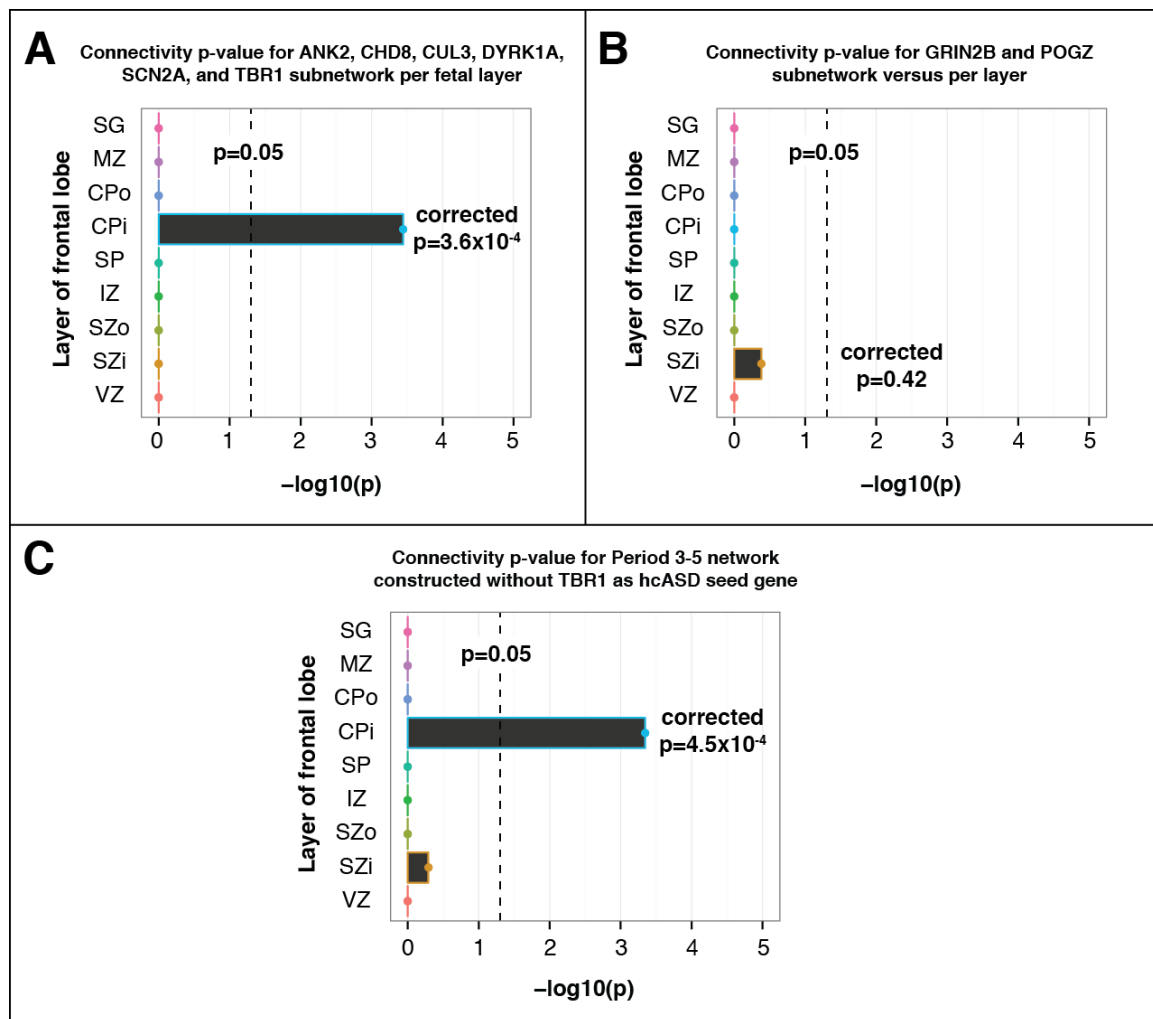 A
Connectivity p-value for ANK2, CHD8, CUL3, DYRK1A,
SCN2A, and TBR1 subnetwork per fetal layer
Layer of frontal lobe
SG
MZ
CPo
CPi
SP
IZ
SZo
SZi
VZ
p=0.05
corrected
p=3.6x10⁻⁴
0 1 2 3 4 5
–log10(p)
B
Connectivity p-value for GRIN2B and POGZ
subnetwork versus per layer
Layer of frontal lobe
SG
MZ
CPo
CPi
SP
IZ
SZo
SZi
VZ
p=0.05
corrected
p=0.42
0 1 2 3 4 5
–log10(p)
C
Connectivity p-value for Period 3-5 network
constructed without TBR1 as hcASD seed gene
Layer of frontal lobe
SG
MZ
CPo
CPi
SP
IZ
SZo
SZi
VZ
p=0.05
corrected
p=4.5x10⁻⁴
0 1 2 3 4 5
–log10(p)